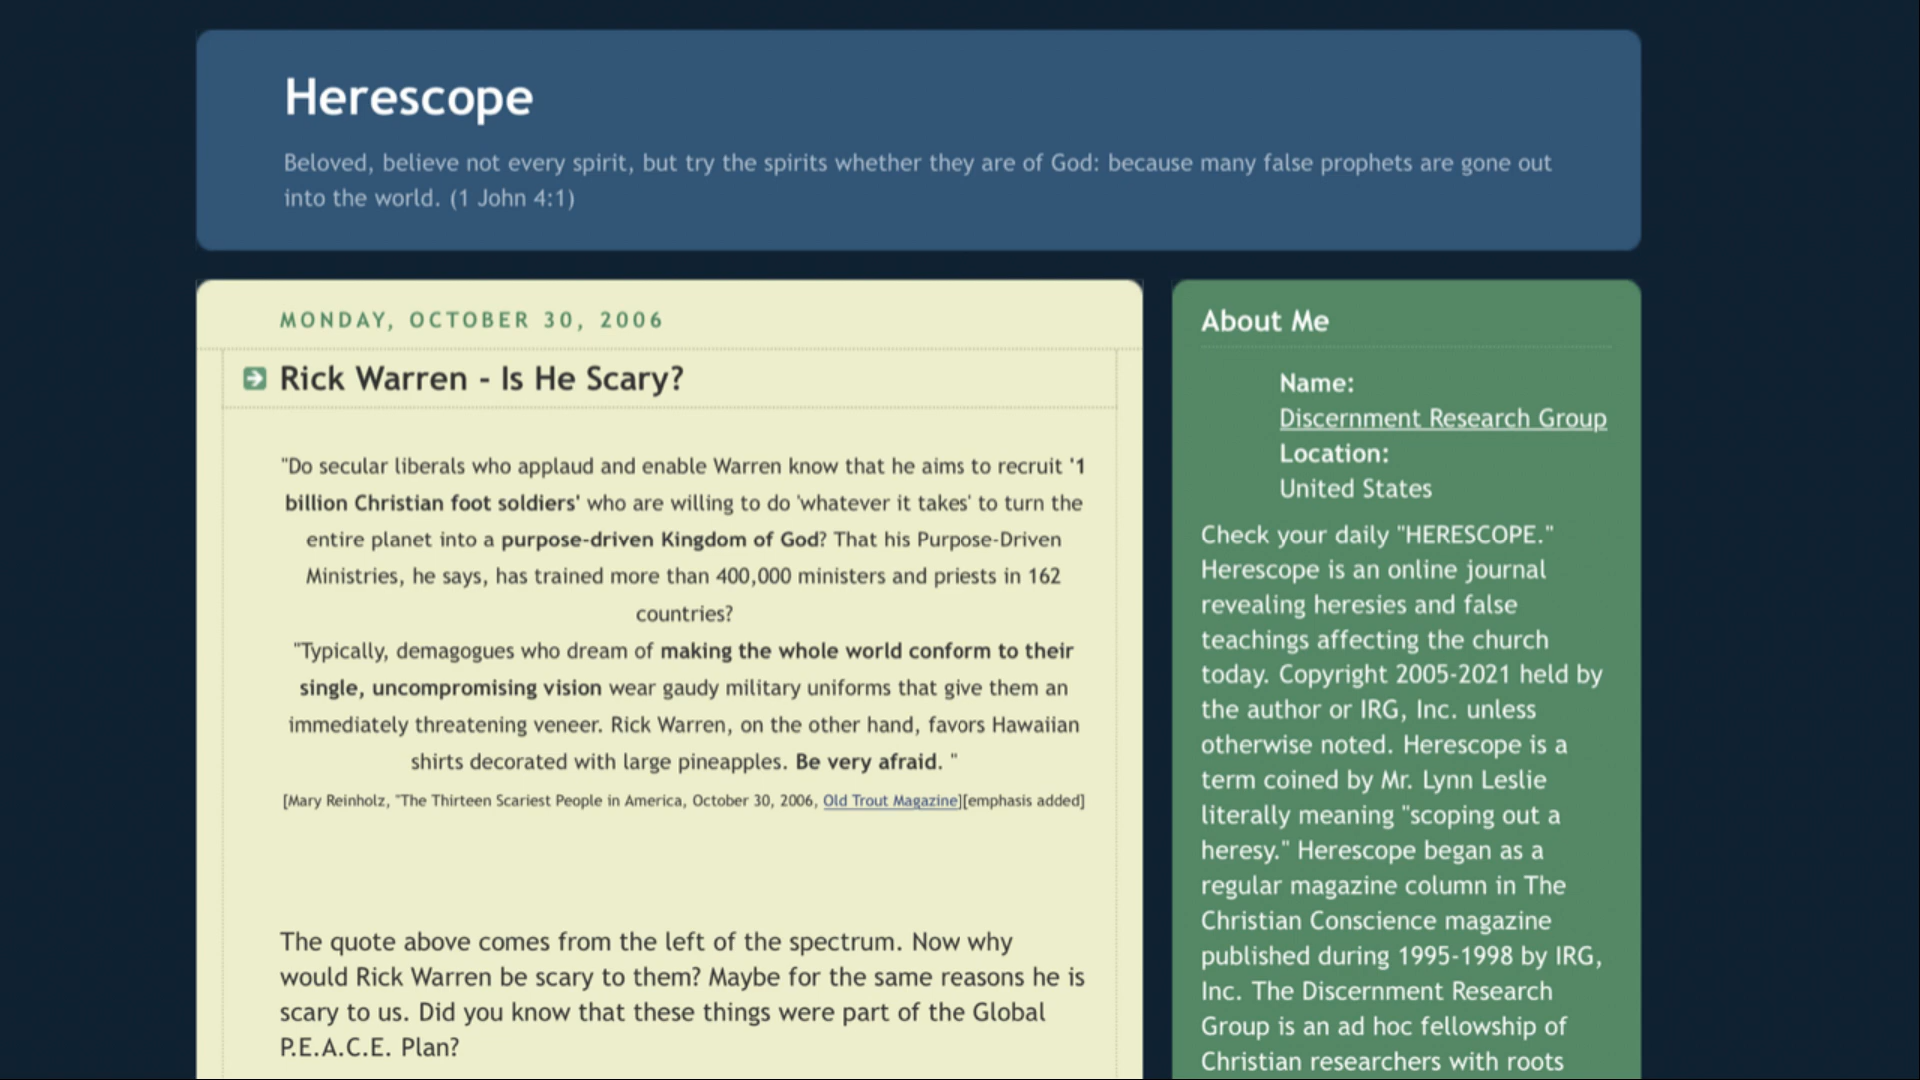 Herescope
Beloved, believe not every spirit, but try the spirits whether they are of God: because many false prophets are gone out
into the world. (1 John 4:1)
MONDAY, OCTOBER 30, 2006
Rick Warren - Is He Scary?
"Do secular liberals who applaud and enable Warren know that he aims to recruit '1
billion Christian foot soldiers' who are willing to do 'whatever it takes' to turn the
entire planet into a purpose-driven Kingdom of God? That his Purpose-Driven
Ministries, he says, has trained more than 400,000 ministers and priests in 162
countries?
"Typically, demagogues who dream of making the whole world conform to their
single, uncompromising vision wear gaudy military uniforms that give them an
immediately threatening veneer. Rick Warren, on the other hand, favors Hawaiian
shirts decorated with large pineapples. Be very afraid. "
[Mary Reinholz, "The Thirteen Scariest People in America, October 30, 2006, Old Trout Magazine][emphasis added]
The quote above comes from the left of the spectrum. Now why
would Rick Warren be scary to them? Maybe for the same reasons he is
scary to us. Did you know that these things were part of the Global
P.E.A.C.E. Plan?
About Me
Name:
Discernment Research Group
Location:
United States
Check your daily "HERESCOPE."
Herescope is an online journal
revealing heresies and false
teachings affecting the church
today. Copyright 2005-2021 held by
the author or IRG, Inc. unless
otherwise noted. Herescope is a
term coined by Mr. Lynn Leslie
literally meaning "scoping out a
heresy." Herescope began as a
regular magazine column in The
Christian Conscience magazine
published during 1995-1998 by IRG,
Inc. The Discernment Research
Group is an ad hoc fellowship of
Christian researchers with roots